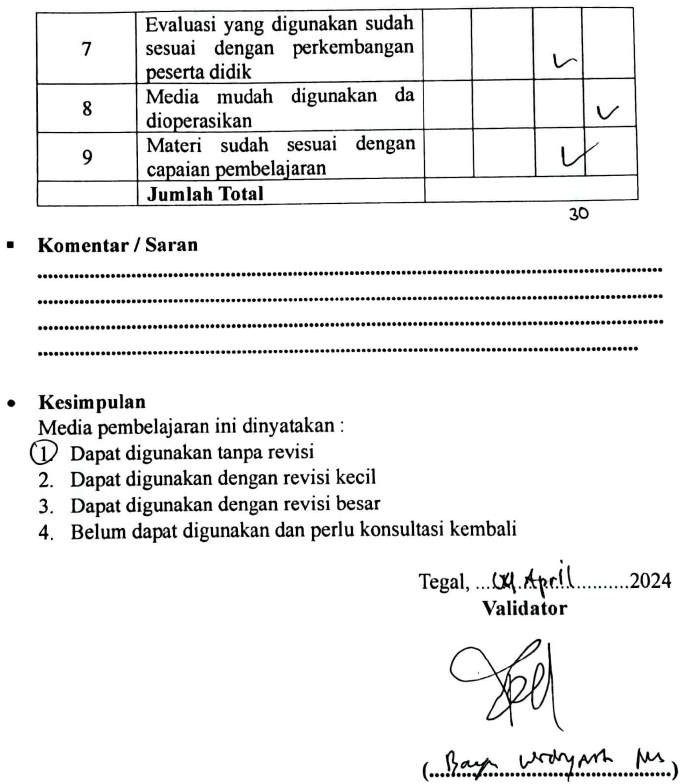 7
Evaluasi yang digunakan sudah
sesuai dengan perkembangan
peserta didik
✓
8
Media mudah digunakan da
dioperasikan
✓
9
Materi sudah sesuai dengan
capaian pembelajaran
✓
Jumlah Total
30
▪ Komentar / Saran
• Kesimpulan
Media pembelajaran ini dinyatakan :
1. Dapat digunakan tanpa revisi
2. Dapat digunakan dengan revisi kecil
3. Dapat digunakan dengan revisi besar
4. Belum dapat digunakan dan perlu konsultasi kembali
Tegal, ...04 April..........2024
Validator